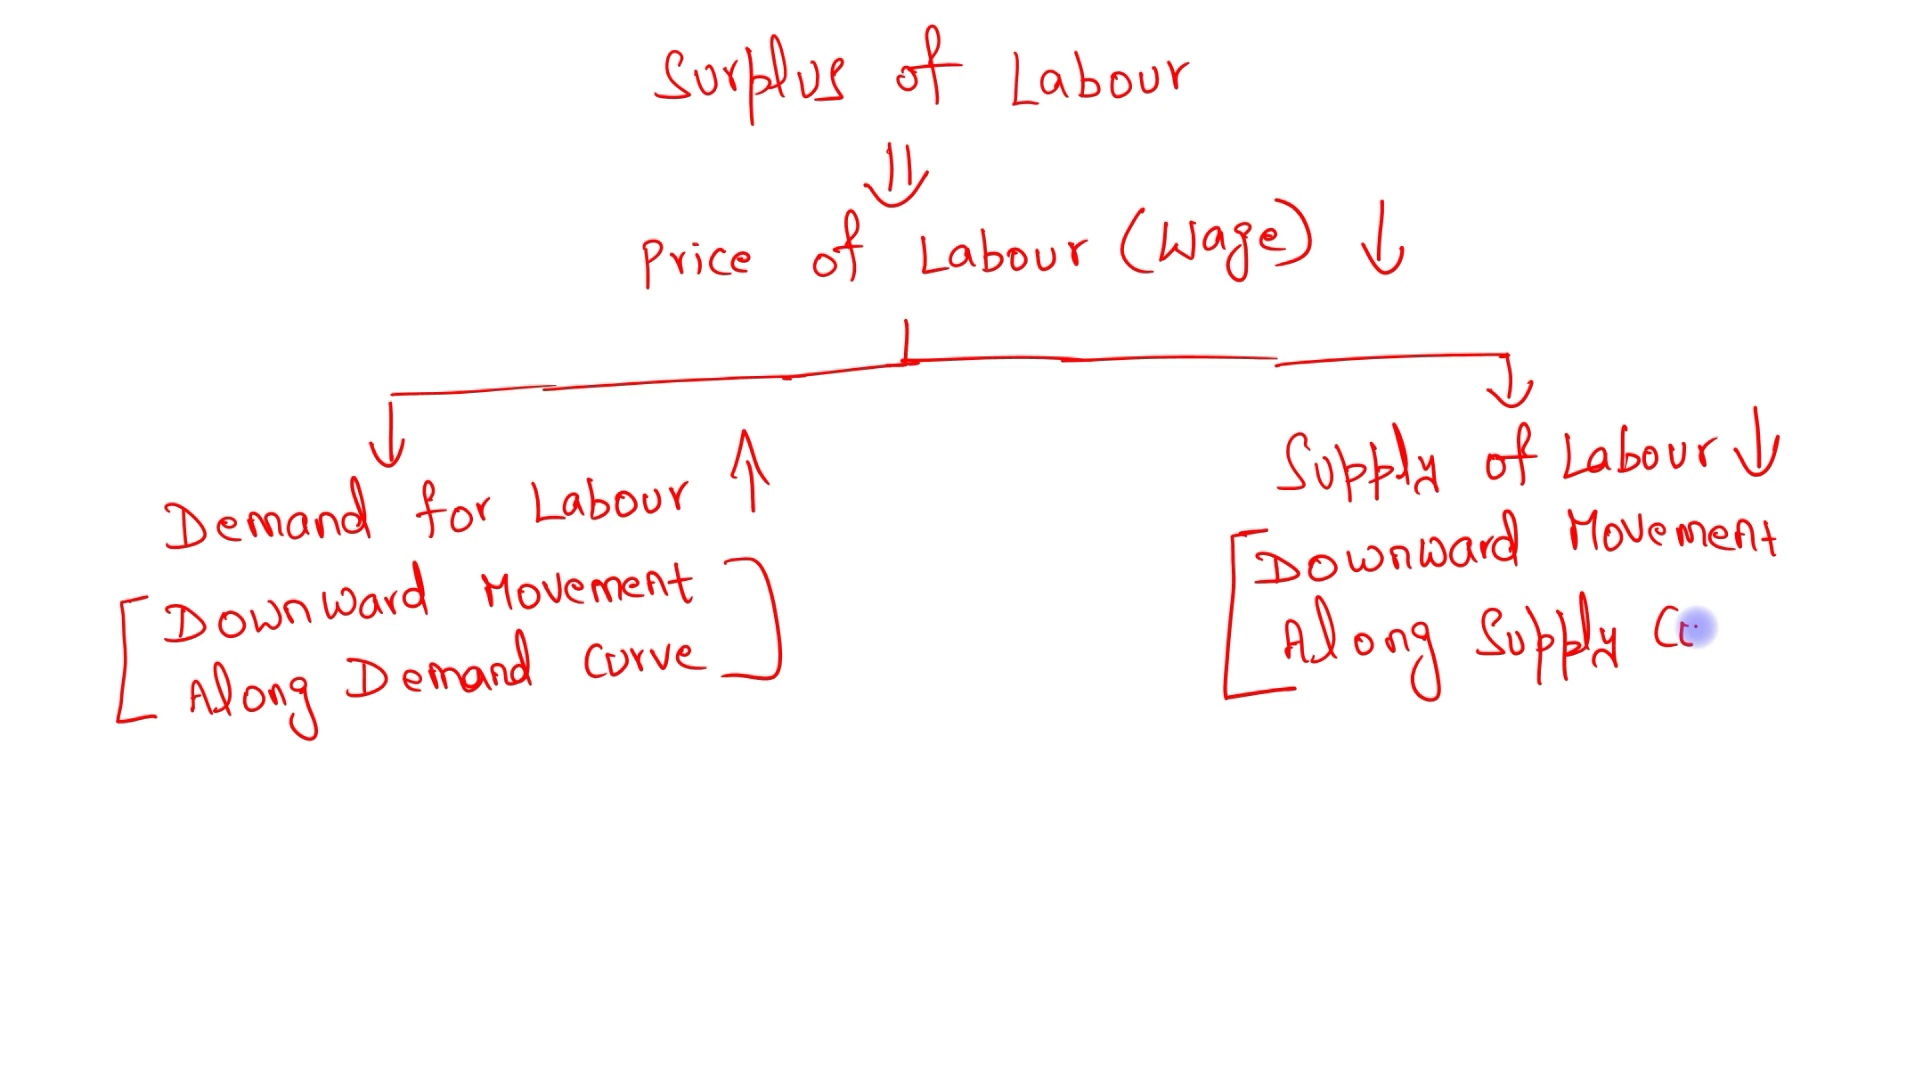 Surplus of Labour
⇓
Price of Labour (Wage) ↓
Demand for Labour ↑
[Downward Movement
Along Demand Curve]
Supply of Labour ↓
[Downward Movement
Along Supply